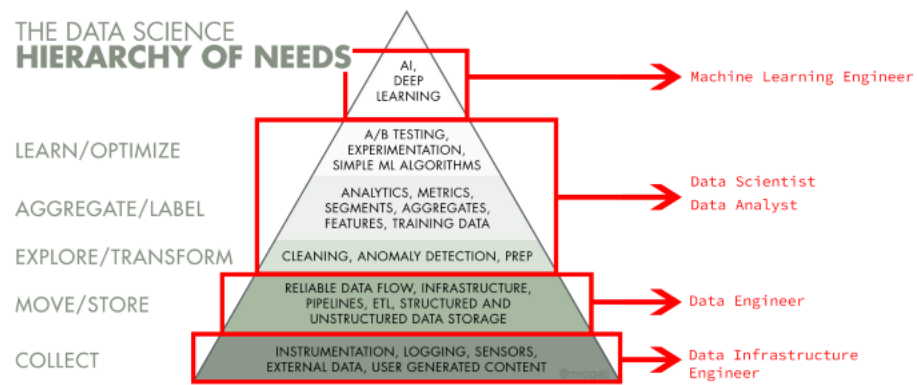 THE DATA SCIENCE
HIERARCHY OF NEEDS
AI,
DEEP
LEARNING
Machine Learning Engineer
LEARN/OPTIMIZE
A/B TESTING,
EXPERIMENTATION,
SIMPLE ML ALGORITHMS
AGGREGATE/LABEL
ANALYTICS, METRICS,
SEGMENTS, AGGREGATES,
FEATURES, TRAINING DATA
Data Scientist
Data Analyst
EXPLORE/TRANSFORM
CLEANING, ANOMALY DETECTION, PREP
MOVE/STORE
RELIABLE DATA FLOW, INFRASTRUCTURE,
PIPELINES, ETL, STRUCTURED AND
UNSTRUCTURED DATA STORAGE
Data Engineer
COLLECT
INSTRUMENTATION, LOGGING, SENSORS,
EXTERNAL DATA, USER GENERATED CONTENT
@mrogati
Data Infrastructure
Engineer